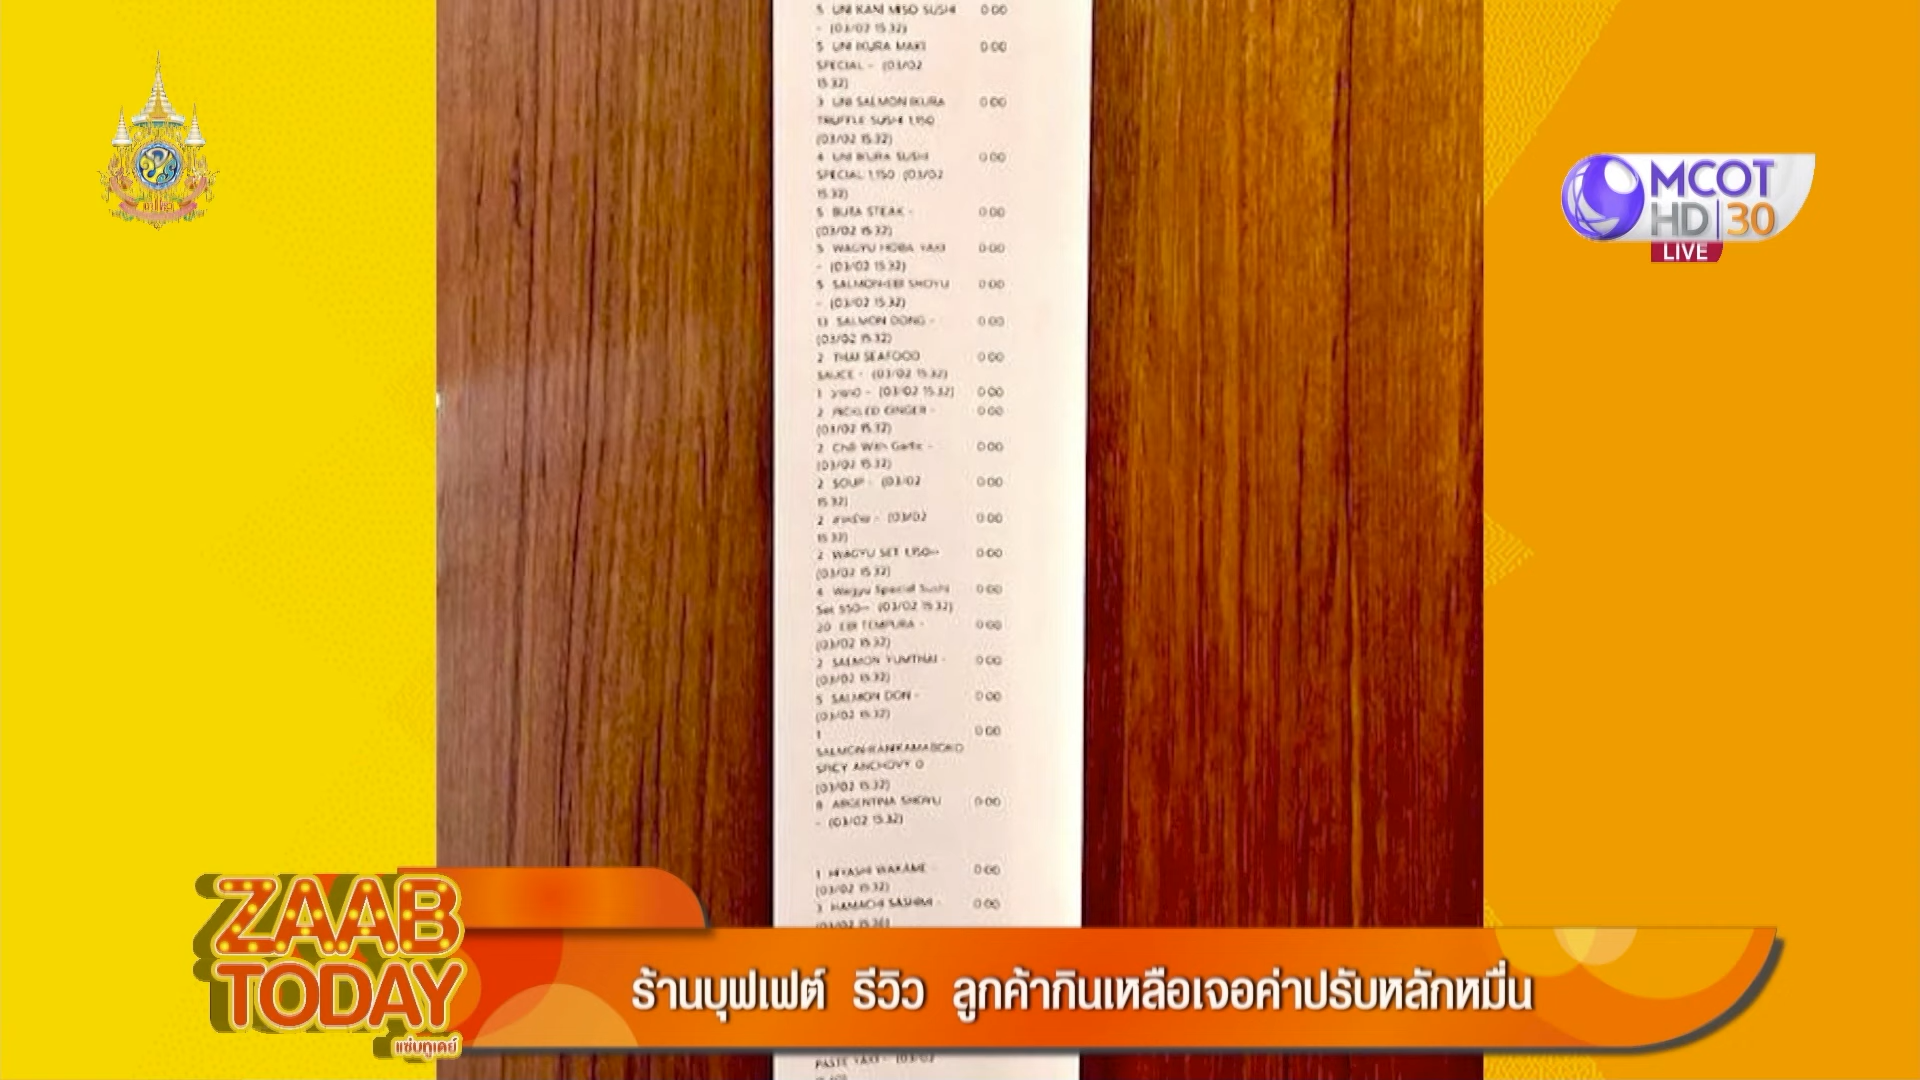 5 UNI KANI MISO SUSHI 0.00
- (03/02 15:32)
5 UNI IKURA MAKI 0.00
SPECIAL - (03/02
15:32)
3 UNI SALMON IKURA 0.00
TRUFFLE SUSHI 1,150
(03/02 15:32)
4 UNI IKURA SUSHI 0.00
SPECIAL 1,150 (03/02
15:32)
5 BUTA STEAK - 0.00
(03/02 15:32)
5 WAGYU HOBA YAKI 0.00
- (03/02 15:32)
5 SALMON-EBI SHOYU 0.00
- (03/02 15:32)
13 SALMON DONG - 0.00
(03/02 15:32)
2 THAI SEAFOOD 0.00
SAUCE - (03/02 15:32)
1 วาซาบิ - (03/02 15:32) 0.00
2 PICKLED GINGER - 0.00
(03/02 15:32)
2 Chili With Garlic - 0.00
(03/02 15:32)
2 SOUP - (03/02 0.00
15:32)
2 สาหร่าย - (03/02 0.00
15:32)
2 WAGYU SET 1,150-- 0.00
(03/02 15:32)
4 Wagyu Special Sushi 0.00
Set 550-- (03/02 15:32)
20 EBI TEMPURA - 0.00
(03/02 15:32)
2 SALMON YUMTHAI - 0.00
(03/02 15:32)
5 SALMON DON - 0.00
(03/02 15:32)
1 0.00
SALMON-KANIKAMABOKO
SPICY ANCHOVY 0
(03/02 15:32)
8 ARGENTINA SHOYU 0.00
- (03/02 15:32)
1 HIYASHI WAKAME - 0.00
(03/02 15:32)
3 HAMACHI SASHIMI - 0.00
PASTE YAKI - (03/02
MCOT
HD 30
LIVE
ZAAB
TODAY
แซ่บทูเดย์
ร้านบุฟเฟต์ รีวิว ลูกค้ากินเหลือเจอค่าปรับหลักหมื่น